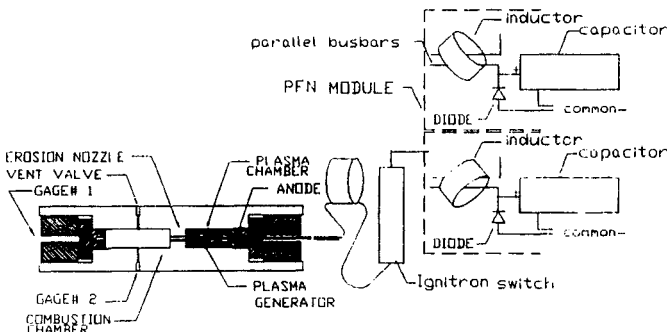 inductor
capacitor
parallel busbars
PFN MODULE
+
common
DIODE
inductor
capacitor
+
common
DIODE
EROSION NOZZLE
VENT VALVE
GAGE# 1
PLASMA
CHAMBER
ANODE
GAGE# 2
COMBUSTION
CHAMBER
PLASMA
GENERATOR
Ignitron switch